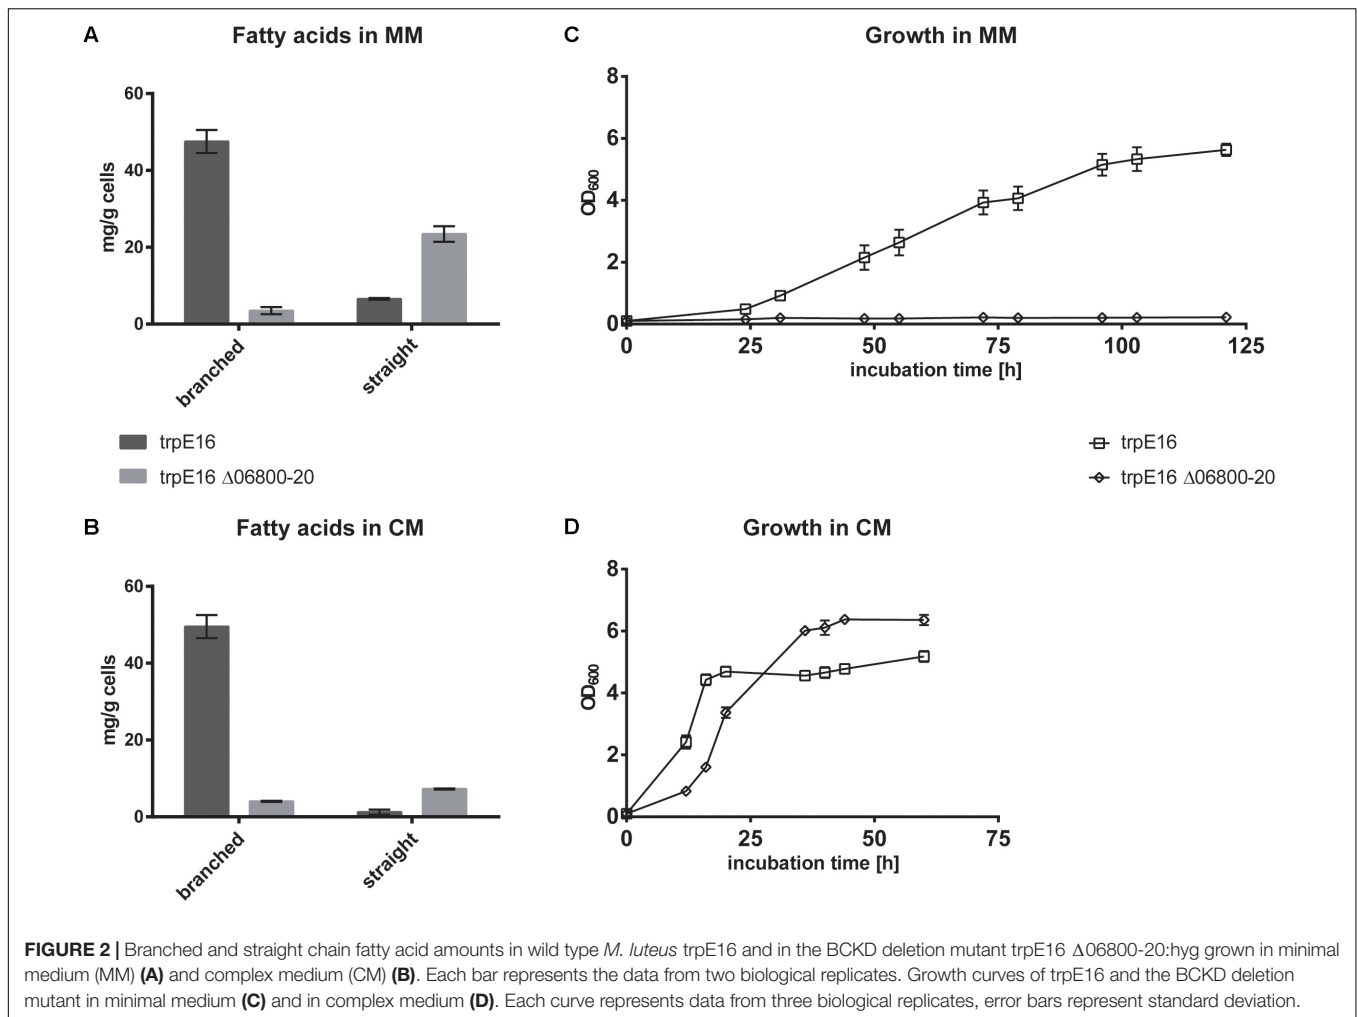 A
Fatty acids in MM
60
40
20
0
mg/g cells
branched
straight
trpE16
trpE16 Δ06800-20
C
Growth in MM
8
6
4
2
0
OD600
0 25 50 75 100 125
incubation time [h]
trpE16
trpE16 Δ06800-20
B
Fatty acids in CM
60
40
20
0
mg/g cells
branched
straight
D
Growth in CM
8
6
4
2
0
OD600
0 25 50 75
incubation time [h]
FIGURE 2 | Branched and straight chain fatty acid amounts in wild type M. luteus trpE16 and in the BCKD deletion mutant trpE16 Δ06800-20:hyg grown in minimal
medium (MM) (A) and complex medium (CM) (B). Each bar represents the data from two biological replicates. Growth curves of trpE16 and the BCKD deletion
mutant in minimal medium (C) and in complex medium (D). Each curve represents data from three biological replicates, error bars represent standard deviation.